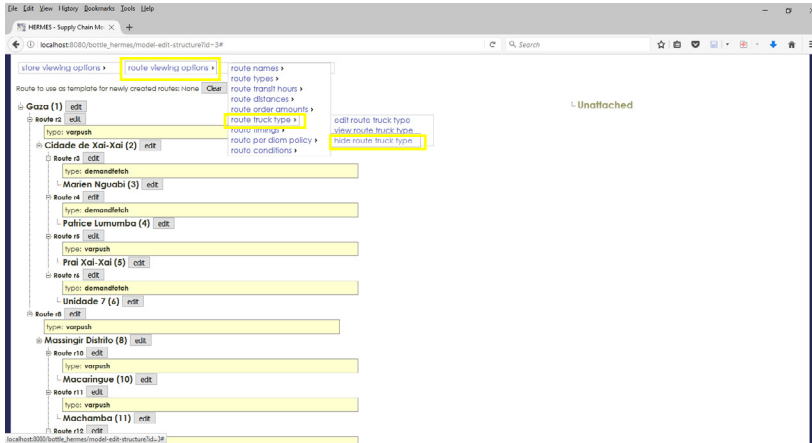 File Edit View History Bookmarks Tools Help
HERMES - Supply Chain Mo
localhost:8080/bottle_hermes/model-edit-structure?id=3#
Search
store viewing options
route viewing options
route names
route types
route transit hours
route distances
route order amounts
route truck type
route timings
route per diem policy
route conditions
edit route truck type
view route truck type
hide route truck type
Route to use as template for newly created routes: None Clear
Unattached
Gaza (1) edit
Route r2 edit
type: varpush
Cidade de Xai-Xai (2) edit
Route r3 edit
type: demandfetch
Marien Nguabi (3) edit
Route r4 edit
type: demandfetch
Patrice Lumumba (4) edit
Route r5 edit
type: varpush
Prai Xai-Xai (5) edit
Route r6 edit
type: demandfetch
Unidade 7 (6) edit
Route r8 edit
type: varpush
Massingir Distrito (8) edit
Route r10 edit
type: varpush
Macaringue (10) edit
Route r11 edit
type: varpush
Machamba (11) edit
Route r12 edit
localhost:8080/bottle_hermes/model-edit-structure?id=3#